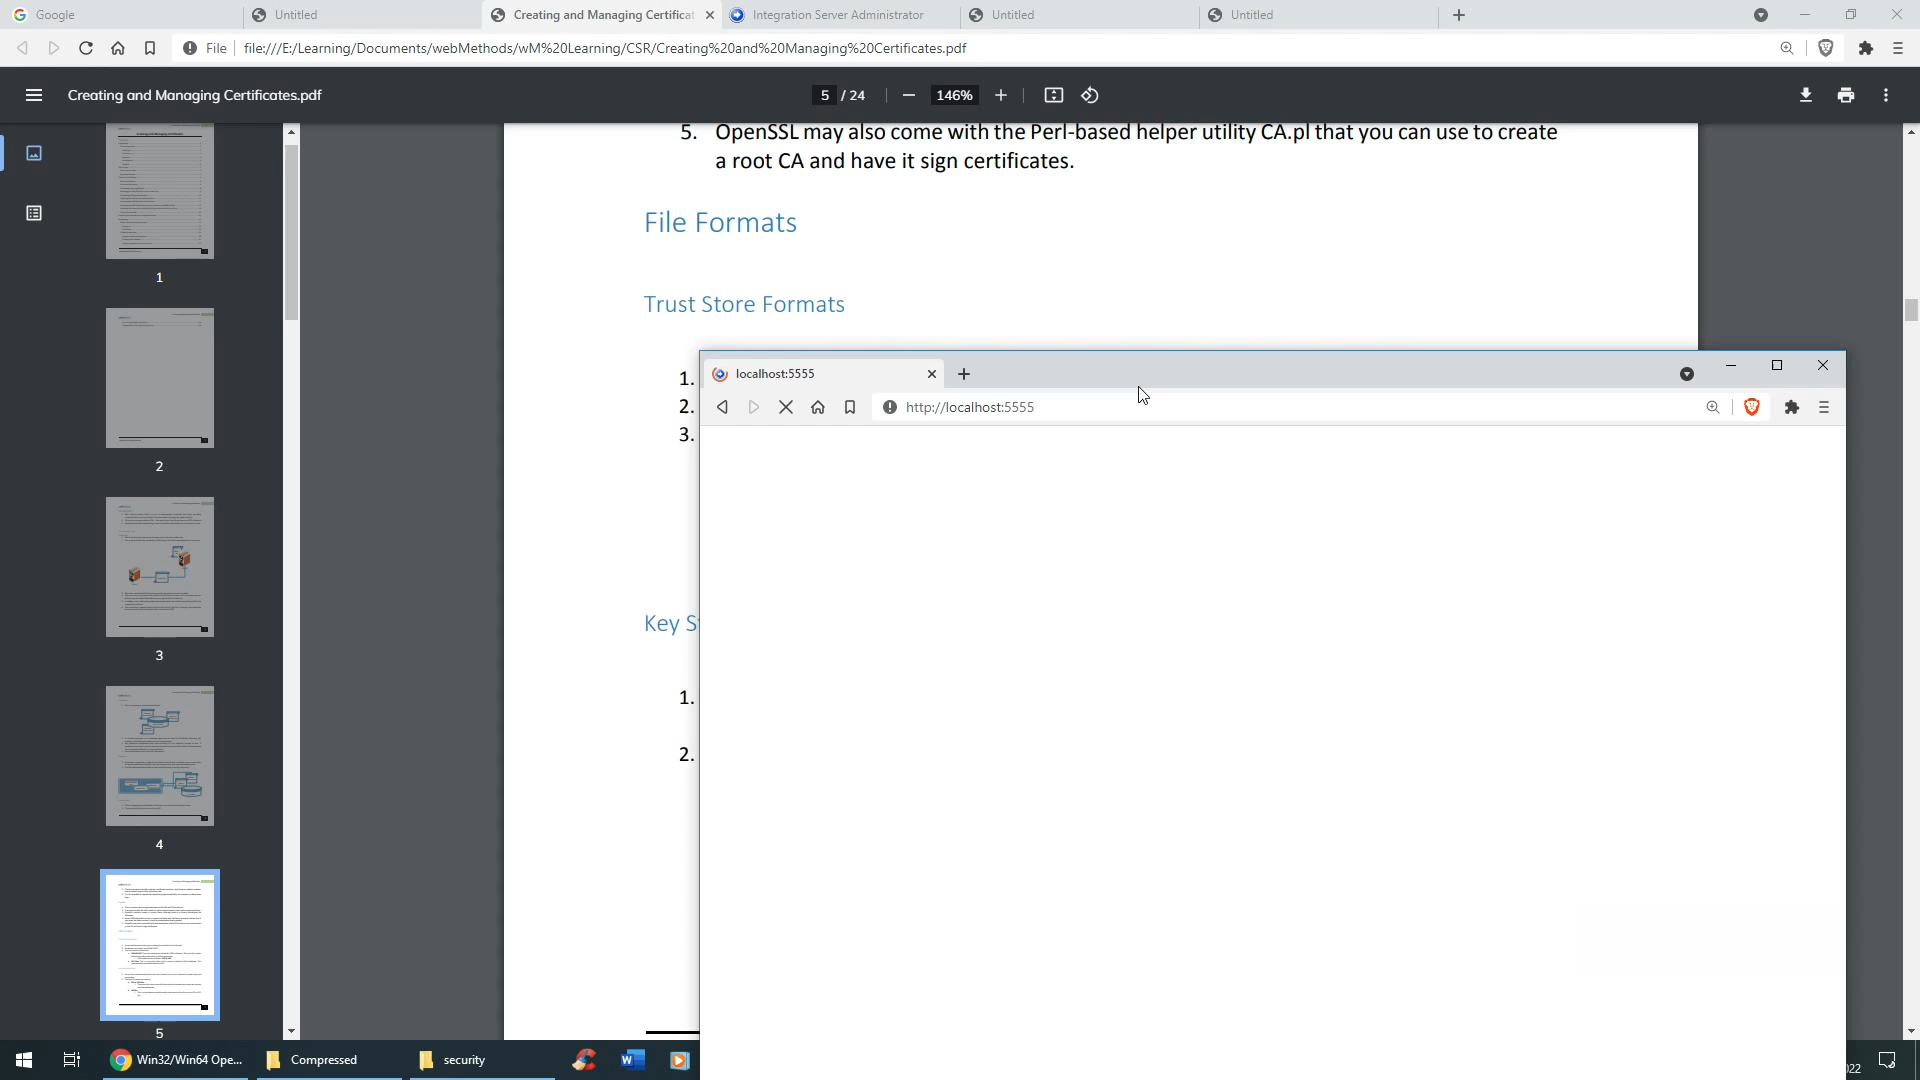 Google
Untitled
Creating and Managing Certificat
Integration Server Administrator
Untitled
Untitled
File
file:///E:/Learning/Documents/webMethods/wM%20Learning/CSR/Creating%20and%20Managing%20Certificates.pdf
Creating and Managing Certificates.pdf
5 / 24
146%
5. OpenSSL may also come with the Perl-based helper utility CA.pl that you can use to create
a root CA and have it sign certificates.
File Formats
Trust Store Formats
1.
2.
3.
Key S
1.
2.
localhost:5555
http://localhost:5555
1
2
3
4
5
Win32/Win64 Ope...
Compressed
security
022